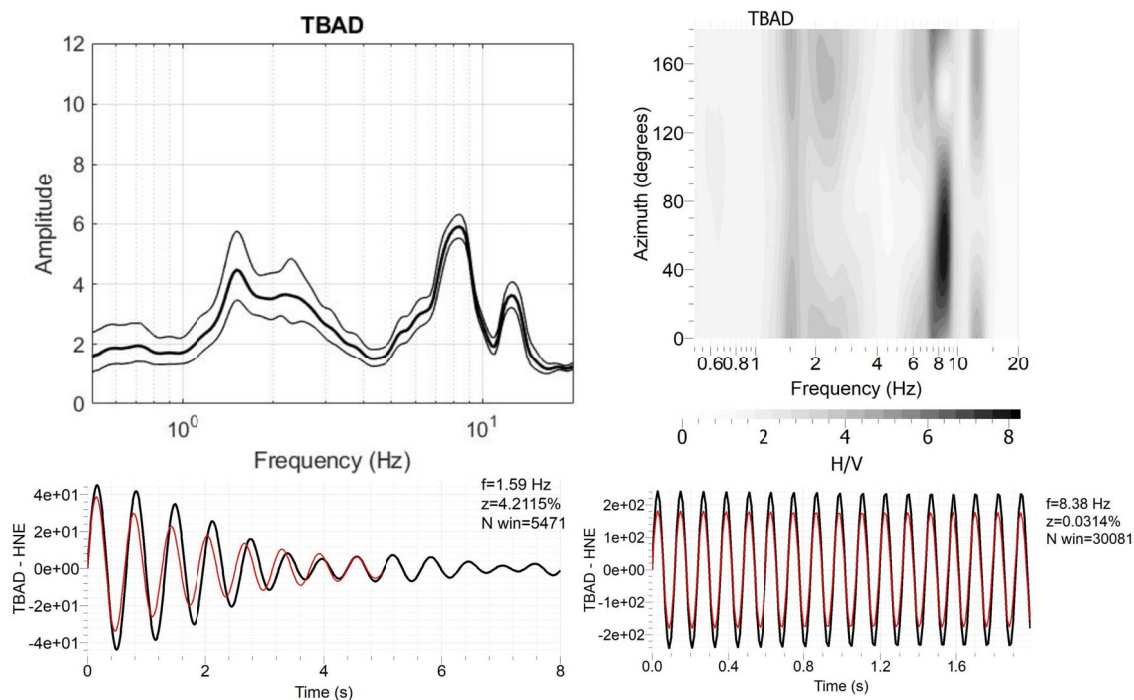 TBAD
12
10
8
6
4
2
0
Amplitude
10⁰
10¹
Frequency (Hz)
TBAD
160
120
80
40
0
Azimuth (degrees)
0.6 0.8 1 2 4 6 8 10 20
Frequency (Hz)
0 2 4 6 8
H/V
f=1.59 Hz
z=4.2115%
N win=5471
4e+01
2e+01
0e+00
-2e+01
-4e+01
TBAD - HNE
0 2 4 6 8
Time (s)
f=8.38 Hz
z=0.0314%
N win=30081
2e+02
1e+02
0e+00
-1e+02
-2e+02
TBAD - HNE
0.0 0.4 0.8 1.2 1.6
Time (s)